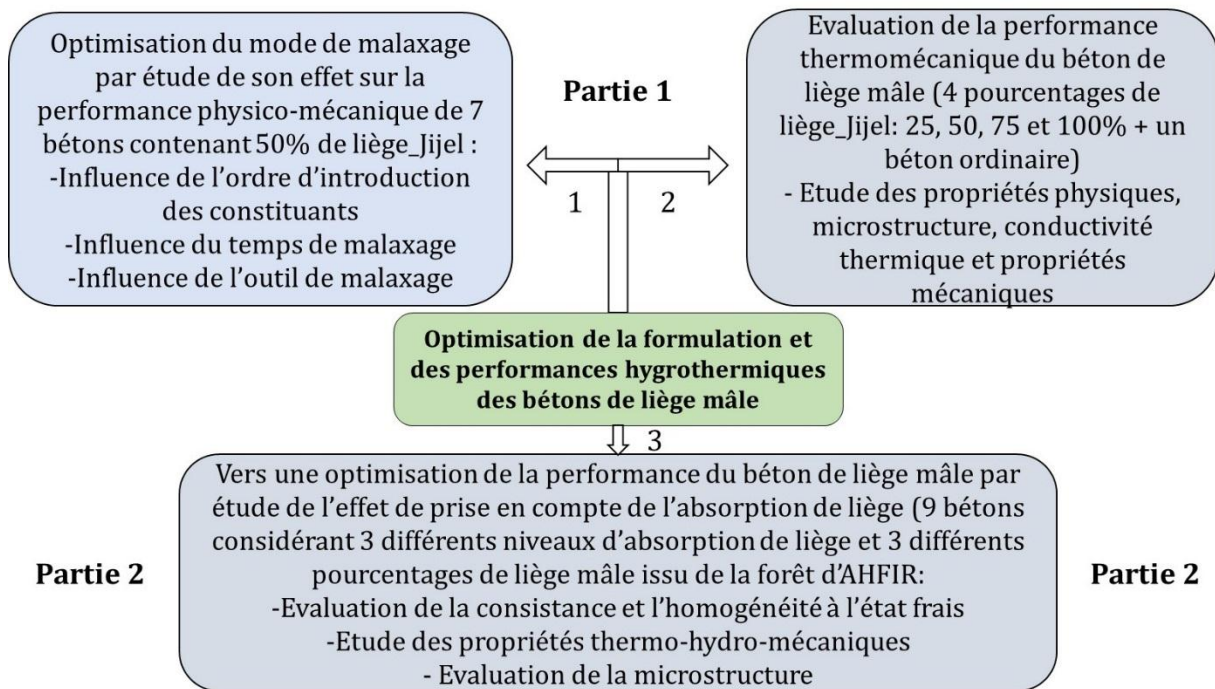 Optimisation du mode de malaxage
par étude de son effet sur la
performance physico-mécanique de 7
bétons contenant 50% de liège_Jijel :
-Influence de l’ordre d’introduction
des constituants
-Influence du temps de malaxage
-Influence de l’outil de malaxage
Partie 1
1
2
Evaluation de la performance
thermomécanique du béton de
liège mâle (4 pourcentages de
liège_Jijel: 25, 50, 75 et 100% + un
béton ordinaire)
- Etude des propriétés physiques,
microstructure, conductivité
thermique et propriétés
mécaniques
Optimisation de la formulation et
des performances hygrothermiques
des bétons de liège mâle
3
Partie 2
Vers une optimisation de la performance du béton de liège mâle par
étude de l’effet de prise en compte de l’absorption de liège (9 bétons
considérant 3 différents niveaux d’absorption de liège et 3 différents
pourcentages de liège mâle issu de la forêt d’AHFIR:
-Evaluation de la consistance et l’homogénéité à l’état frais
-Etude des propriétés thermo-hydro-mécaniques
- Evaluation de la microstructure
Partie 2